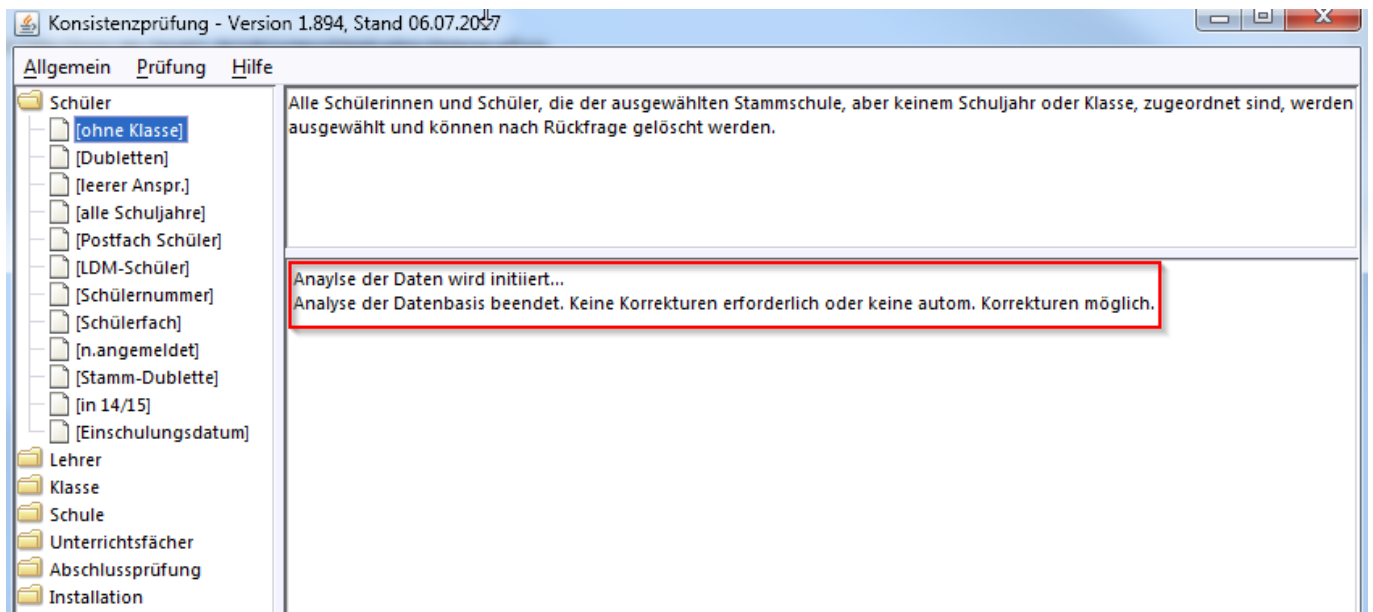 Konsistenzprüfung - Version 1.894, Stand 06.07.2017
Allgemein Prüfung Hilfe
Schüler
[ohne Klasse]
[Dubletten]
[leerer Anspr.]
[alle Schuljahre]
[Postfach Schüler]
[LDM-Schüler]
[Schülernummer]
[Schülerfach]
[n.angemeldet]
[Stamm-Dublette]
[in 14/15]
[Einschulungsdatum]
Lehrer
Klasse
Schule
Unterrichtsfächer
Abschlussprüfung
Installation
Alle Schülerinnen und Schüler, die der ausgewählten Stammschule, aber keinem Schuljahr oder Klasse, zugeordnet sind, werden
ausgewählt und können nach Rückfrage gelöscht werden.
Anaylse der Daten wird initiiert...
Analyse der Datenbasis beendet. Keine Korrekturen erforderlich oder keine autom. Korrekturen möglich.